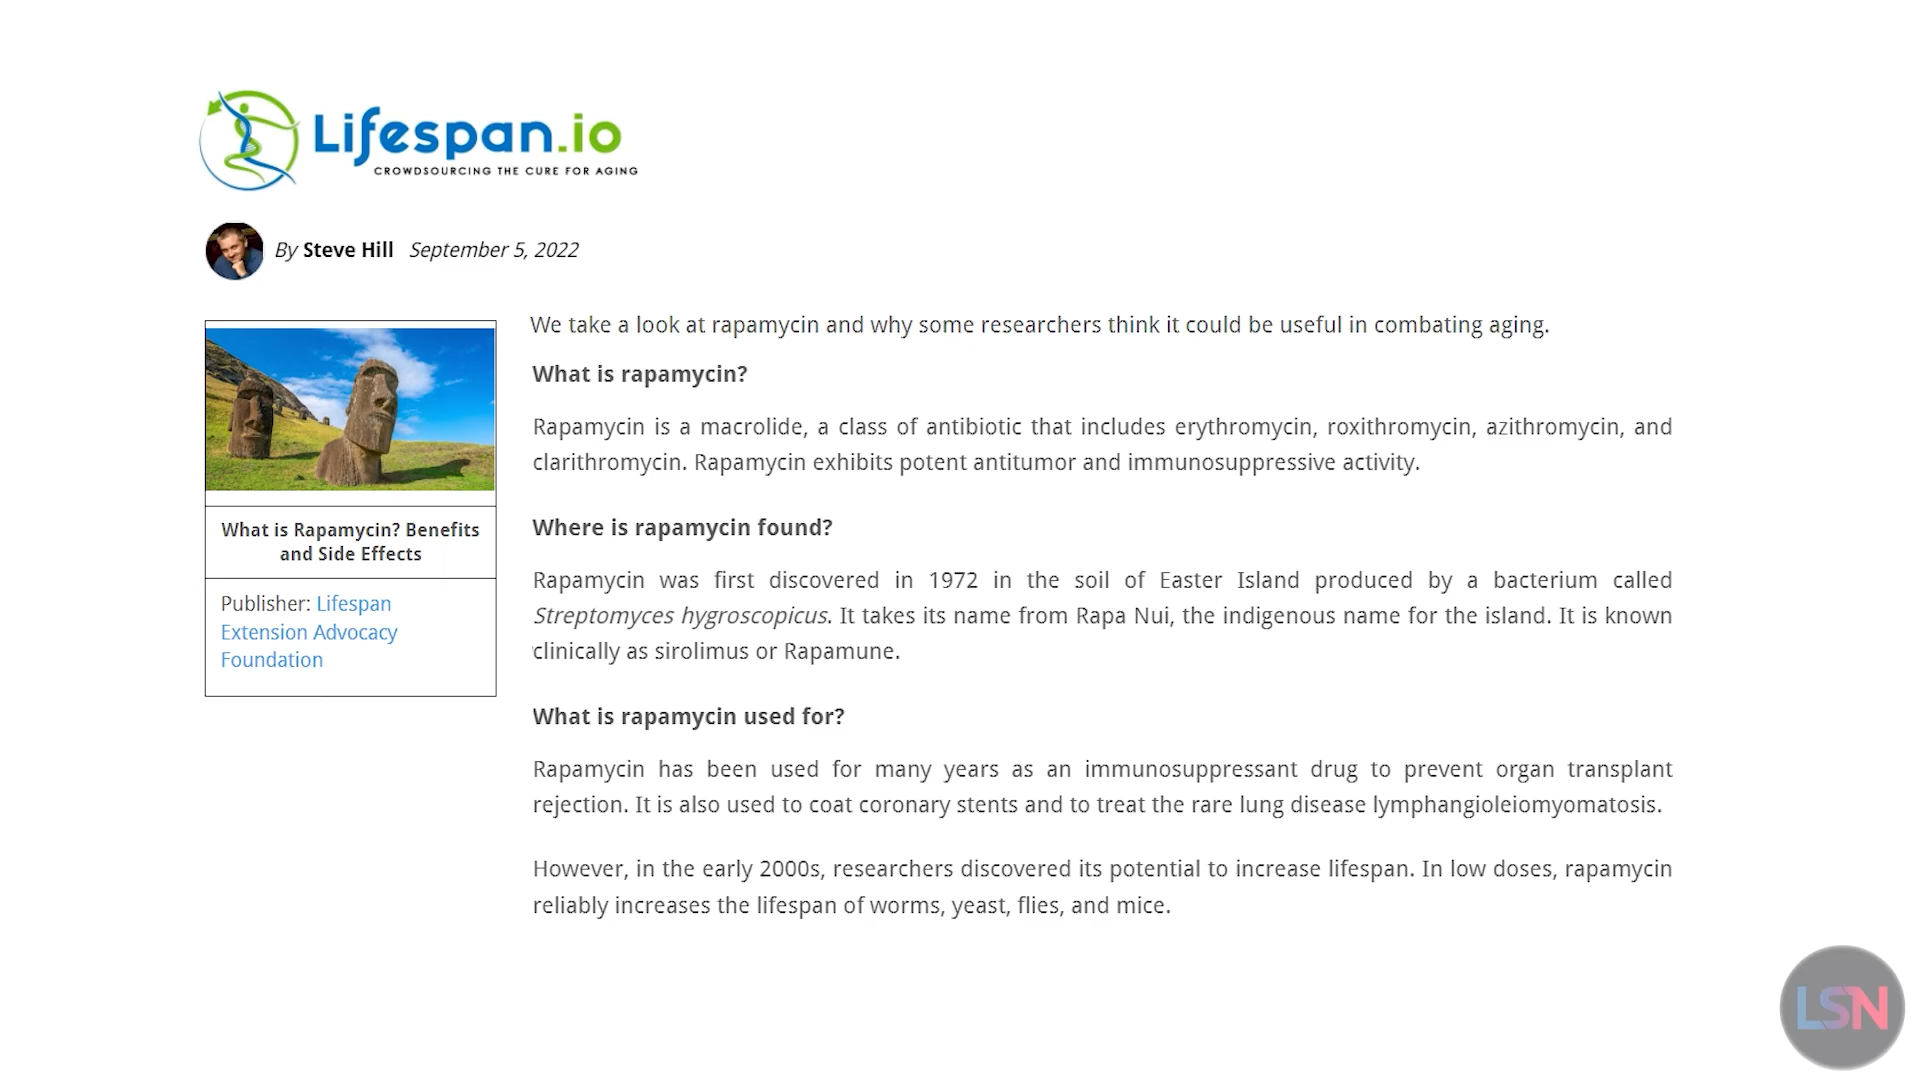 Lifespan.io
CROWDSOURCING THE CURE FOR AGING
By Steve Hill September 5, 2022
What is Rapamycin? Benefits
and Side Effects
Publisher: Lifespan
Extension Advocacy
Foundation
We take a look at rapamycin and why some researchers think it could be useful in combating aging.
What is rapamycin?
Rapamycin is a macrolide, a class of antibiotic that includes erythromycin, roxithromycin, azithromycin, and
clarithromycin. Rapamycin exhibits potent antitumor and immunosuppressive activity.
Where is rapamycin found?
Rapamycin was first discovered in 1972 in the soil of Easter Island produced by a bacterium called
Streptomyces hygroscopicus. It takes its name from Rapa Nui, the indigenous name for the island. It is known
clinically as sirolimus or Rapamune.
What is rapamycin used for?
Rapamycin has been used for many years as an immunosuppressant drug to prevent organ transplant
rejection. It is also used to coat coronary stents and to treat the rare lung disease lymphangioleiomyomatosis.
However, in the early 2000s, researchers discovered its potential to increase lifespan. In low doses, rapamycin
reliably increases the lifespan of worms, yeast, flies, and mice.
LSN